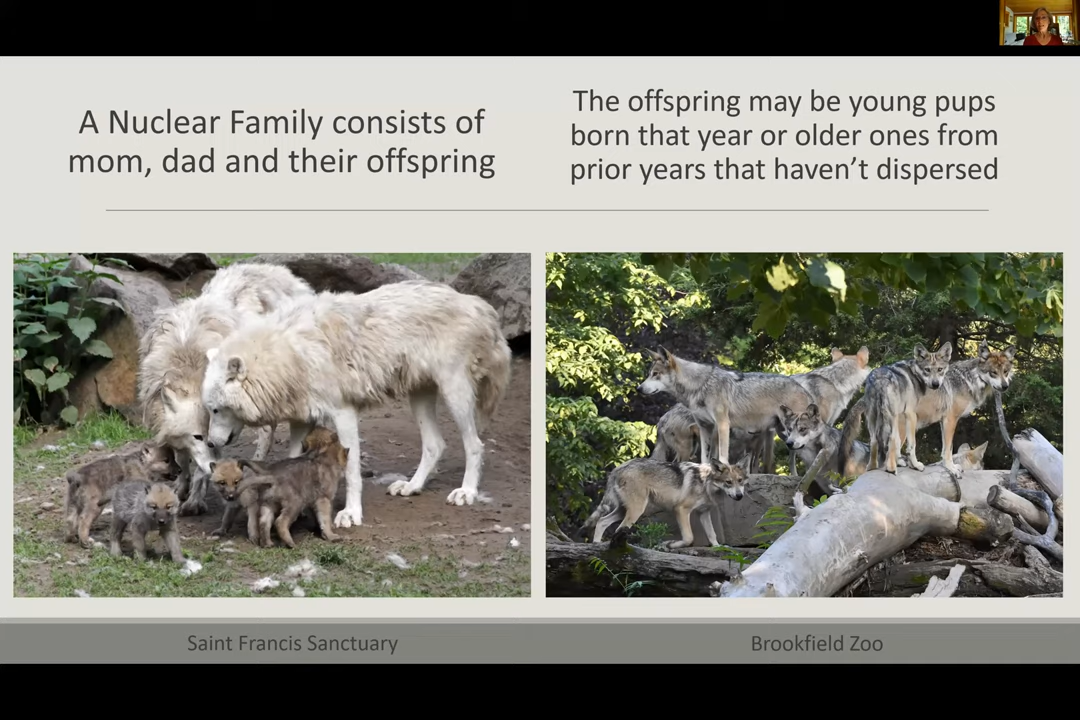 A Nuclear Family consists of
mom, dad and their offspring
The offspring may be young pups
born that year or older ones from
prior years that haven’t dispersed
Saint Francis Sanctuary
Brookfield Zoo